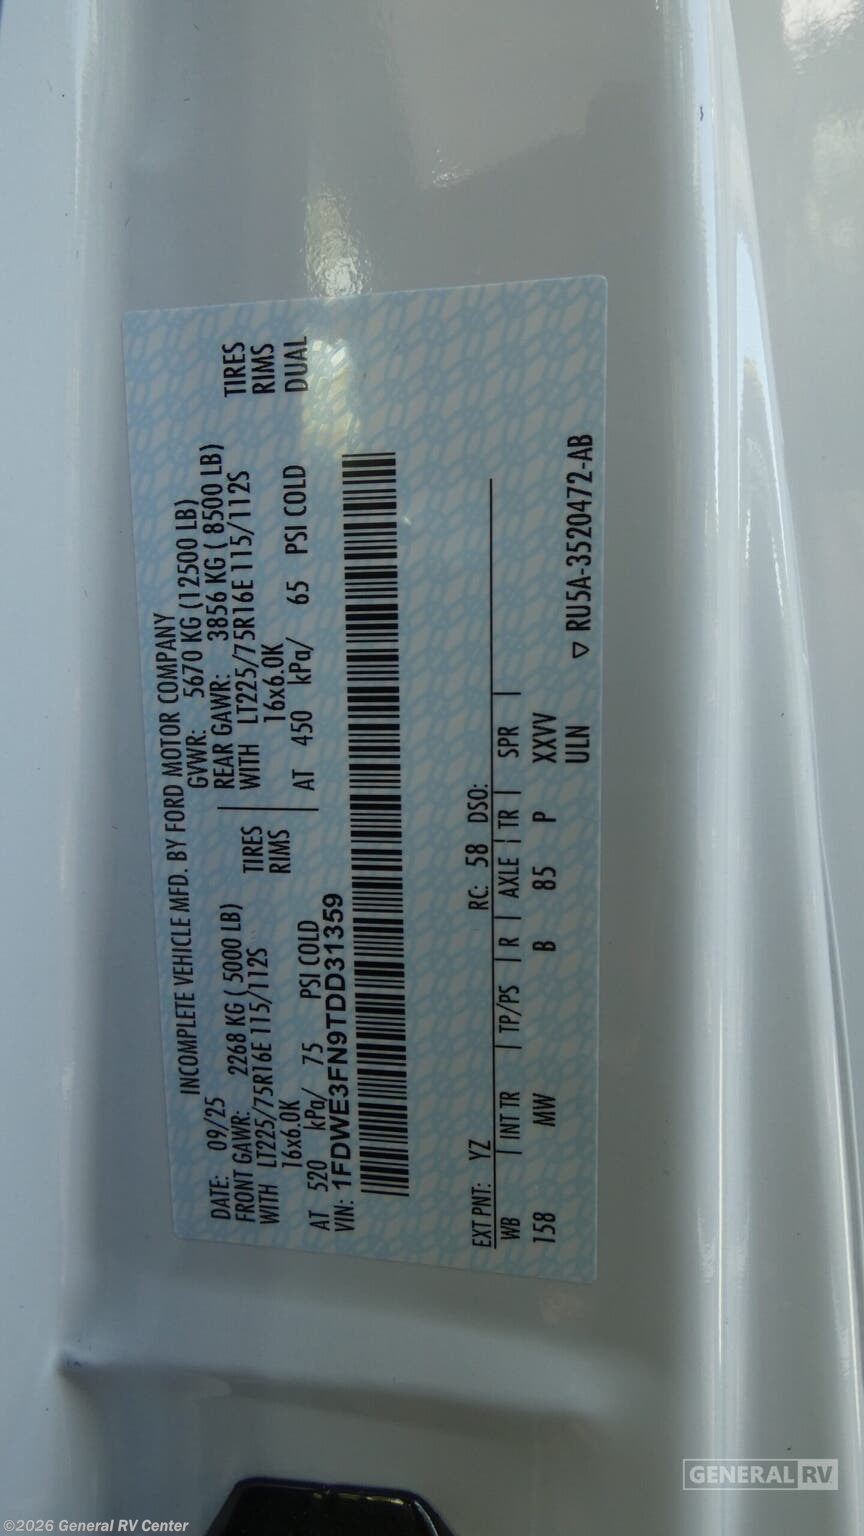 INCOMPLETE VEHICLE MFD. BY FORD MOTOR COMPANY
DATE: 09/25 GVWR: 5670 KG (12500 LB)
FRONT GAWR: 2268 KG ( 5000 LB) REAR GAWR: 3856 KG ( 8500 LB)
WITH LT225/75R16E 115/112S TIRES WITH LT225/75R16E 115/112S TIRES
16x6.0K RIMS 16x6.0K RIMS
AT 520 kPa/ 75 PSI COLD AT 450 kPa/ 65 PSI COLD DUAL
VIN: 1FDWE3FN9TDD31359
EXT PNT: YZ RC: 58 DSO:
WB INT TR TP/PS R AXLE TR SPR
158 MW B 85 P XXVV
ULN
▽ RU5A-3520472-AB
GENERAL RV
©2026 General RV Center